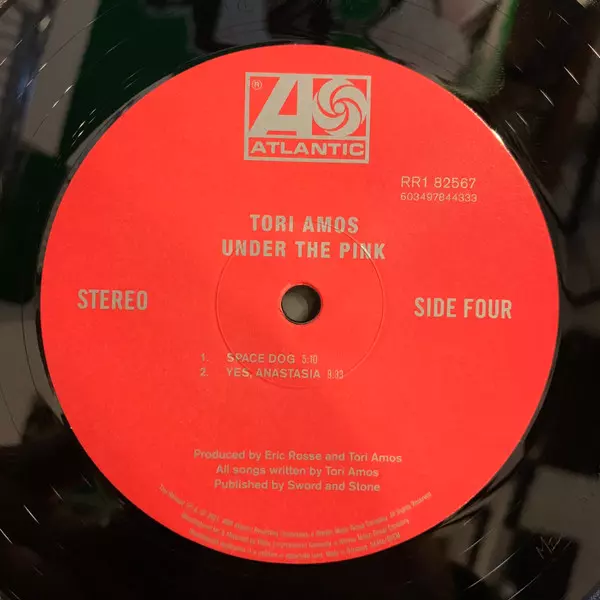 ®
ATLANTIC
RR1 82567
603497844333
TORI AMOS
UNDER THE PINK
STEREO
SIDE FOUR
1. SPACE DOG 5:10
2. YES, ANASTASIA 9:33
Produced by Eric Rosse and Tori Amos
All songs written by Tori Amos
Published by Sword and Stone